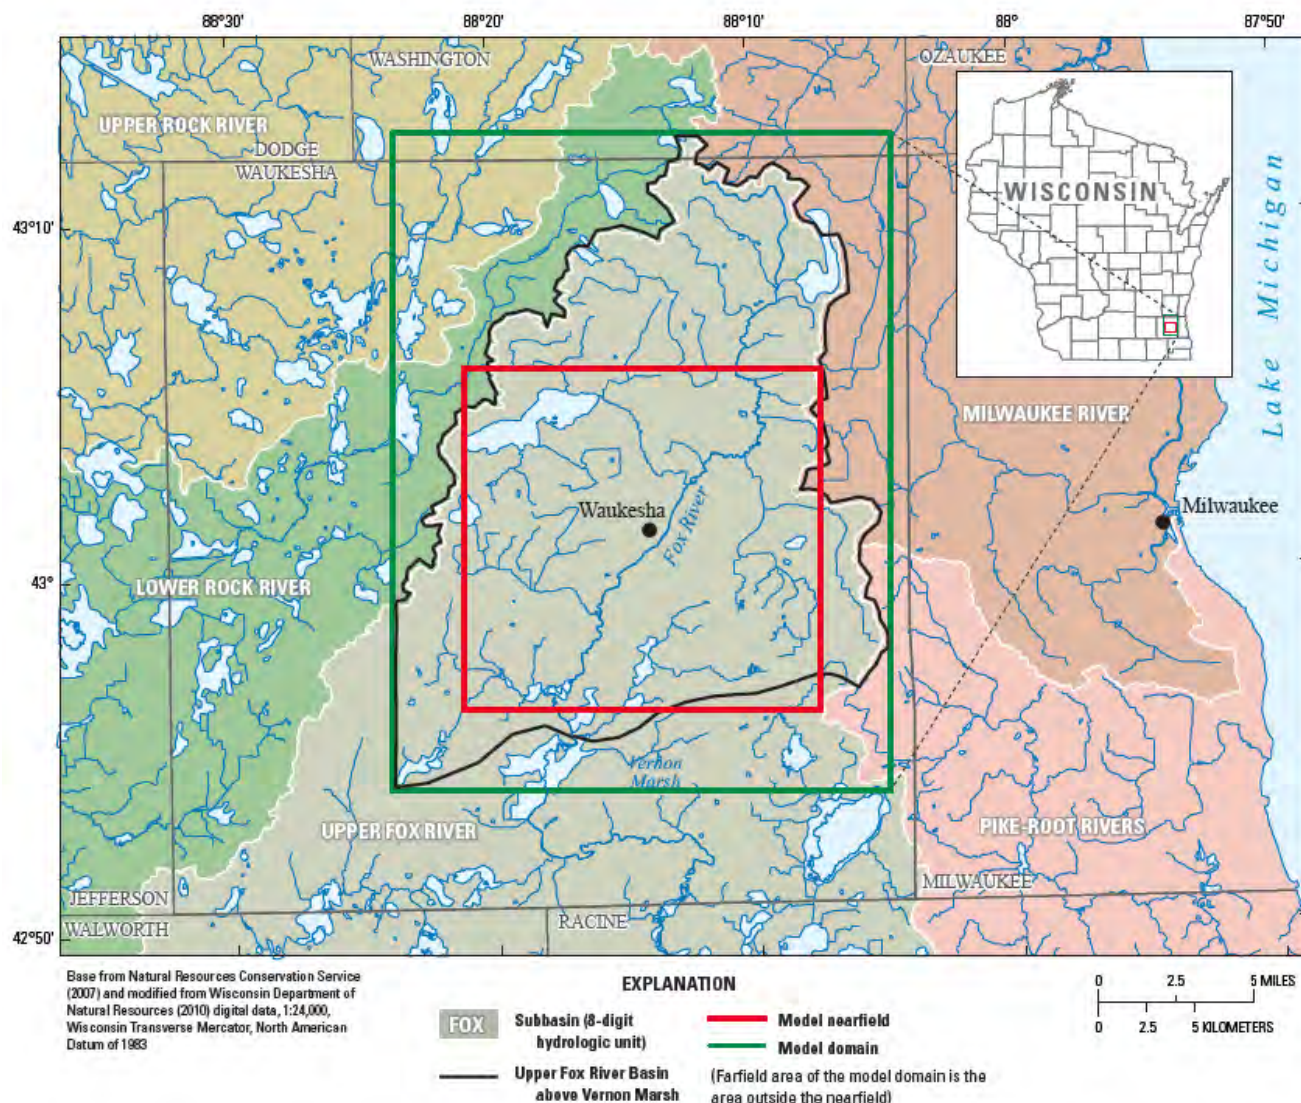 88°30'
88°20'
88°10'
88°
87°50'
WASHINGTON
OZAUKEE
UPPER ROCK RIVER
DODGE
WAUKESHA
WISCONSIN
43°10'
Lake Michigan
MILWAUKEE RIVER
Waukesha
Fox River
Milwaukee
43°
LOWER ROCK RIVER
Vernon
Marsh
UPPER FOX RIVER
PIKE-ROOT RIVERS
JEFFERSON
MILWAUKEE
WALWORTH
RACINE
42°50'
Base from Natural Resources Conservation Service
(2007) and modified from Wisconsin Department of
Natural Resources (2010) digital data, 1:24,000,
Wisconsin Transverse Mercator, North American
Datum of 1983
EXPLANATION
FOX
Subbasin (8-digit
hydrologic unit)
Upper Fox River Basin
above Vernon Marsh
Model nearfield
Model domain
(Farfield area of the model domain is the
area outside the nearfield)
0 2.5 5 MILES
0 2.5 5 KILOMETERS